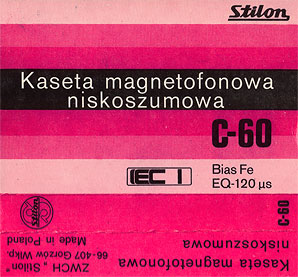 Stilon
Kaseta magnetofonowa
niskoszumowa
C-60
IEC I
Bias Fe
EQ-120 µs
Stilon
C-60
Kaseta magnetofonowa
niskoszumowa
ZWCH „Stilon”
66-407 Gorzów Wlkp.
Made in Poland